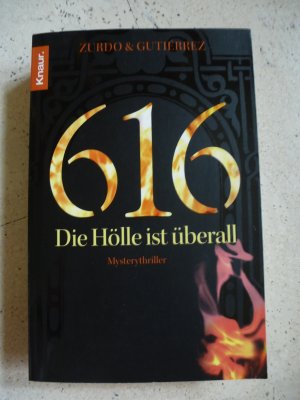 Knaur.
ZURDO & GUTIÉRREZ
616
Die Hölle ist überall
Mysterythriller